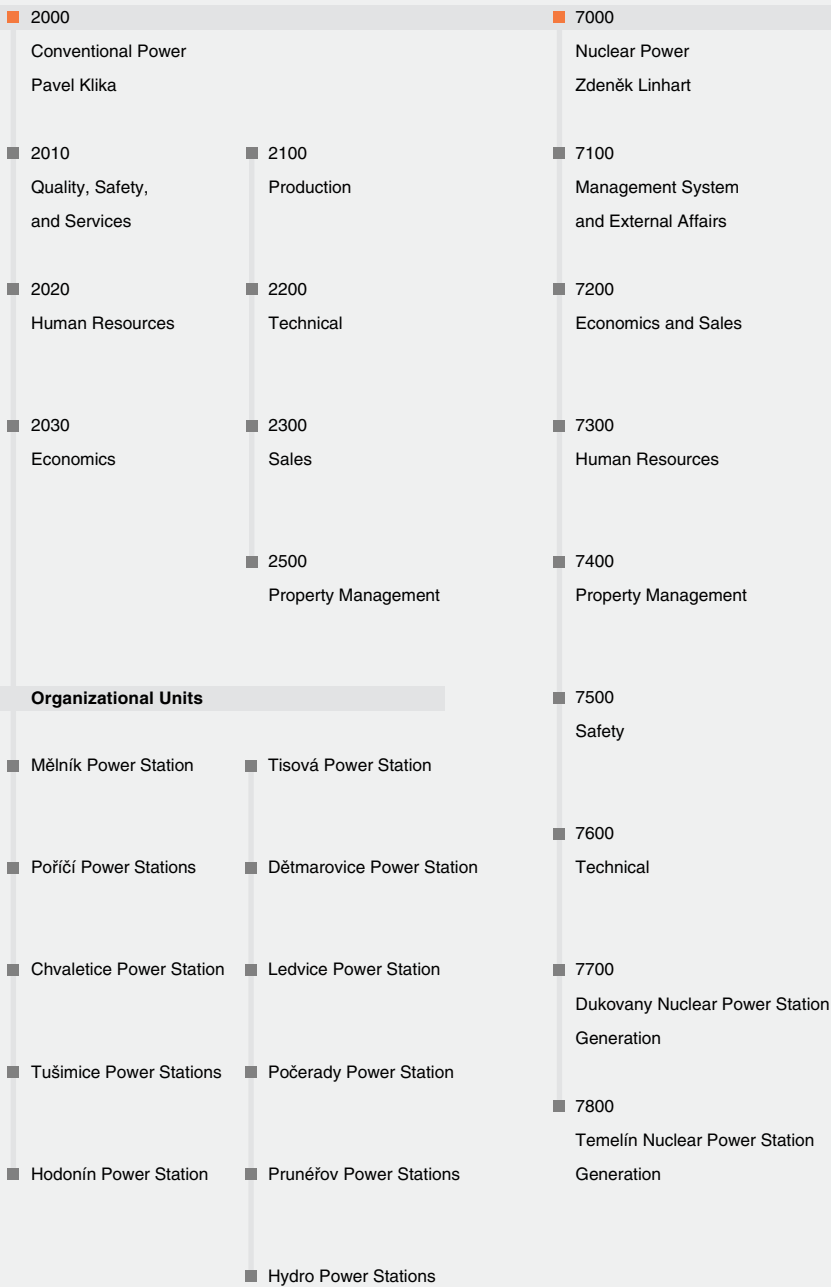 2000
Conventional Power
Pavel Klika
2010
Quality, Safety,
and Services
2020
Human Resources
2030
Economics
2100
Production
2200
Technical
2300
Sales
2500
Property Management
Organizational Units
Mělník Power Station
Poříčí Power Stations
Chvaletice Power Station
Tušimice Power Stations
Hodonín Power Station
Tisová Power Station
Dětmarovice Power Station
Ledvice Power Station
Počerady Power Station
Prunéřov Power Stations
Hydro Power Stations
7000
Nuclear Power
Zdeněk Linhart
7100
Management System
and External Affairs
7200
Economics and Sales
7300
Human Resources
7400
Property Management
7500
Safety
7600
Technical
7700
Dukovany Nuclear Power Station
Generation
7800
Temelín Nuclear Power Station
Generation